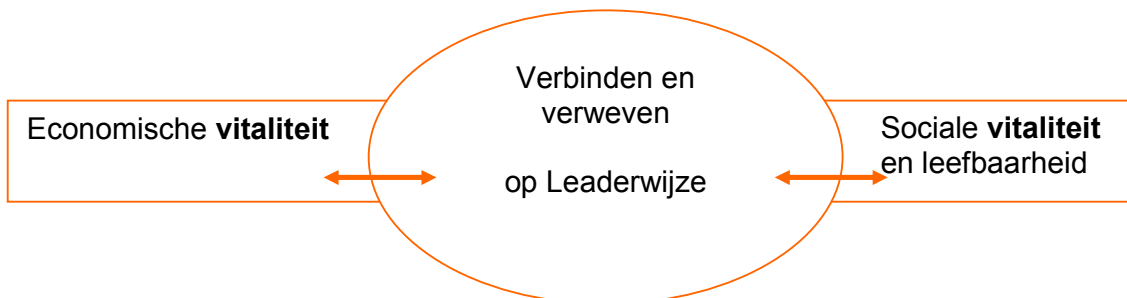 Economische vitaliteit
Verbinden en
verweven
op Leaderwijze
Sociale vitaliteit
en leefbaarheid